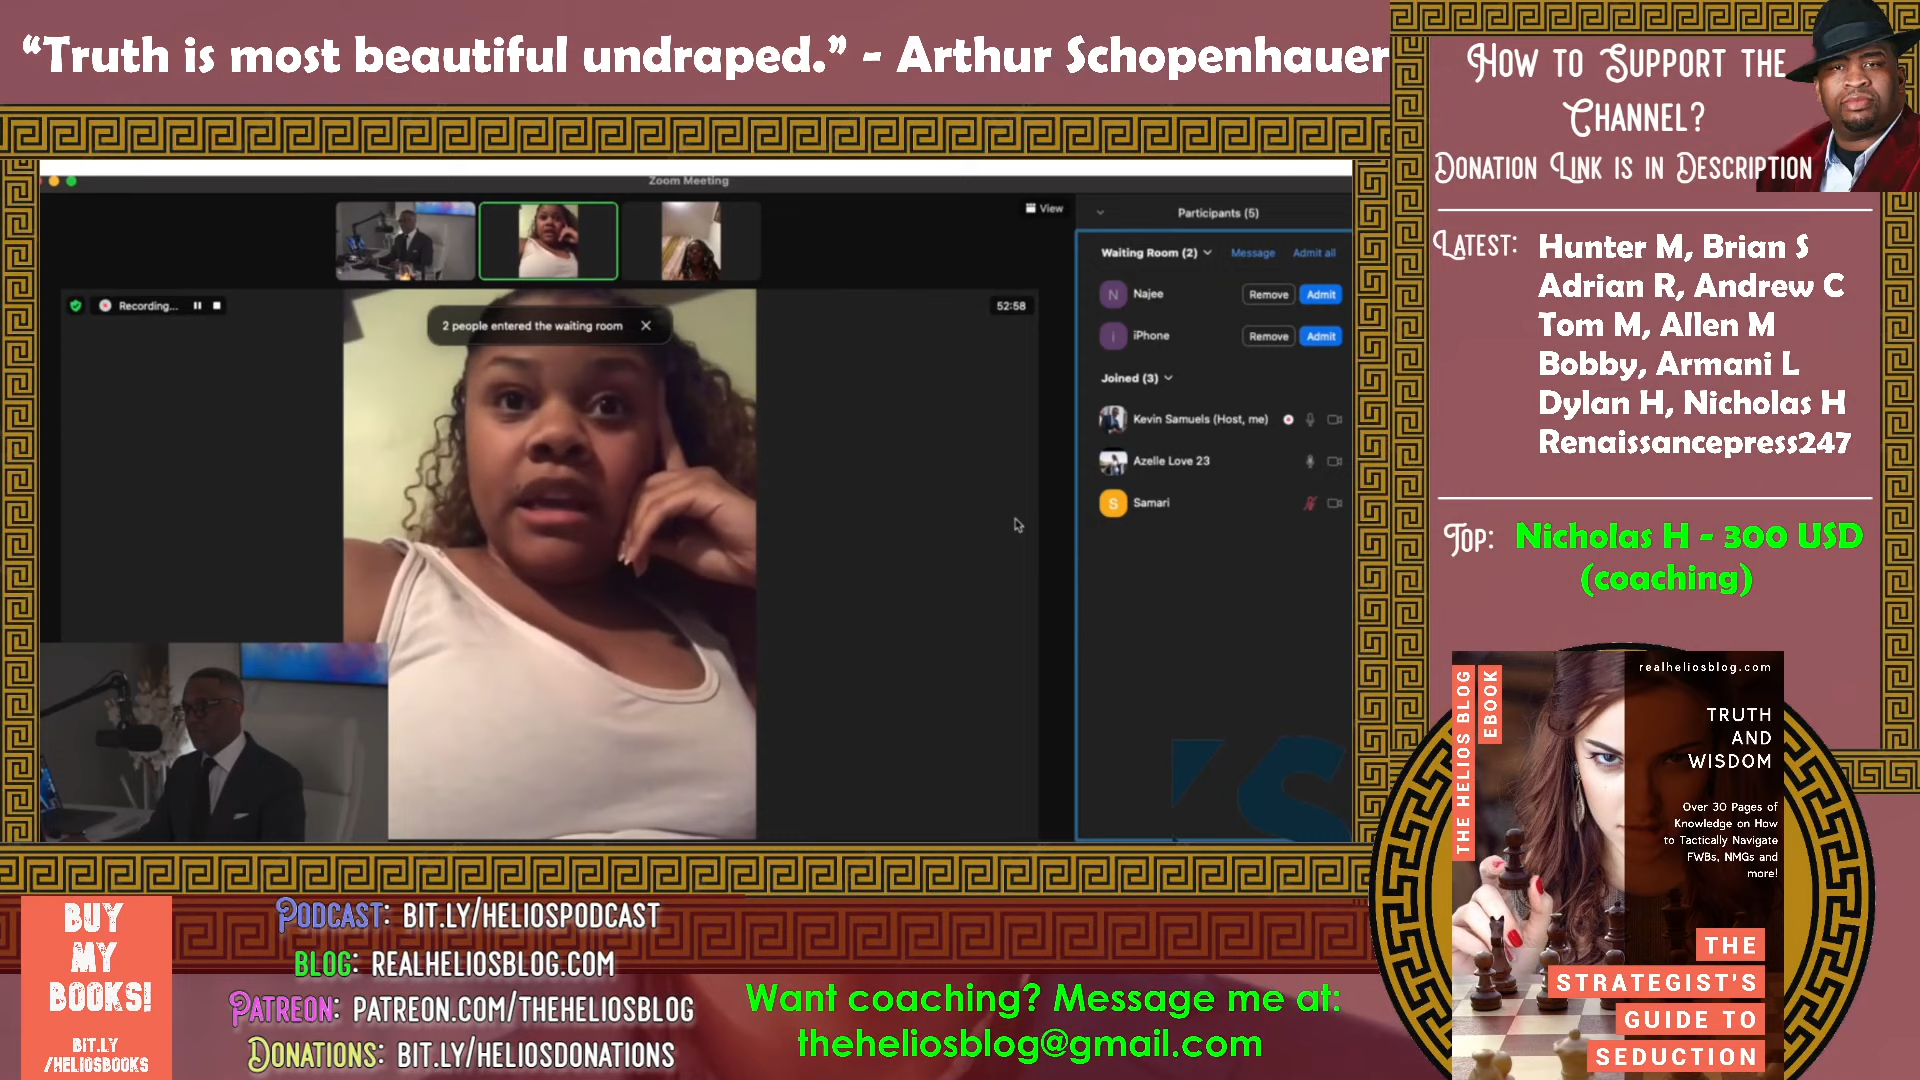 “Truth is most beautiful undraped.” - Arthur Schopenhauer
How to Support the
Channel?
Donation Link is in Description
Latest:
Hunter M, Brian S
Adrian R, Andrew C
Tom M, Allen M
Bobby, Armani L
Dylan H, Nicholas H
Renaissancepress247
Top:
Nicholas H - 300 USD
(coaching)
Zoom Meeting
View
Recording...
2 people entered the waiting room
52:58
Participants (5)
Waiting Room (2)
Message
Admit all
N
Najee
Remove
Admit
i
iPhone
Remove
Admit
Joined (3)
Kevin Samuels (Host, me)
Azelle Love 23
S
Samari
THE HELIOS BLOG
EBOOK
realheliosblog.com
TRUTH
AND
WISDOM
Over 30 Pages of
Knowledge on How
to Tactically Navigate
FWBs, NMGs and
more!
THE
STRATEGIST'S
GUIDE TO
SEDUCTION
BUY
MY
BOOKS!
BIT.LY
/HELIOSBOOKS
Podcast: BIT.LY/HELIOSPODCAST
BLOG: REALHELIOSBLOG.COM
Patreon: PATREON.COM/THEHELIOSBLOG
Donations: BIT.LY/HELIOSDONATIONS
Want coaching? Message me at:
theheliosblog@gmail.com